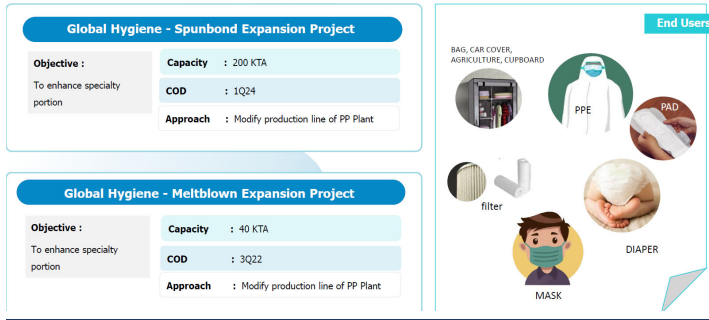 Global Hygiene - Spunbond Expansion Project
Objective :
To enhance specialty
portion
Capacity : 200 KTA
COD : 1Q24
Approach : Modify production line of PP Plant
Global Hygiene - Meltblown Expansion Project
Objective :
To enhance specialty
portion
Capacity : 40 KTA
COD : 3Q22
Approach : Modify production line of PP Plant
End Users
BAG, CAR COVER,
AGRICULTURE, CUPBOARD
PPE
PAD
filter
DIAPER
MASK